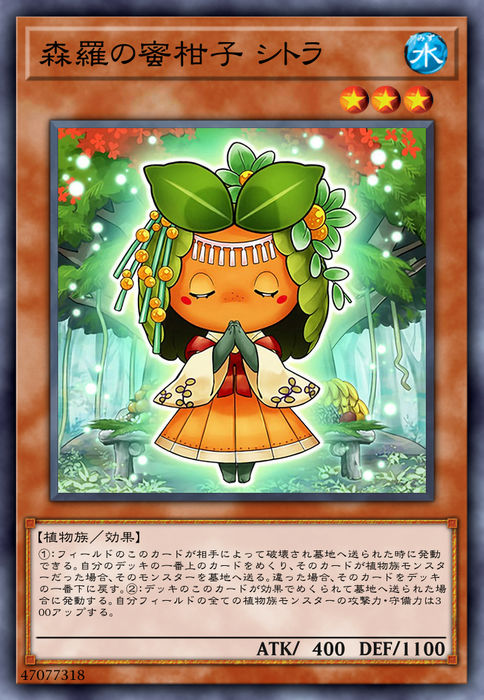 森羅の蜜柑子 シトラ
みず
水
【植物族／効果】
①：フィールドのこのカードが相手によって破壊され墓地へ送られた時に発動
できる。自分のデッキの一番上のカードをめくり、そのカードが植物族モンスタ
ーだった場合、そのモンスターを墓地へ送る。違った場合、そのカードをデッキ
の一番下に戻す。②：デッキのこのカードが効果でめくられて墓地へ送られた場
合に発動する。自分フィールドの全ての植物族モンスターの攻撃力・守備力は3
00アップする。
ATK/ 400 DEF/1100
47077318